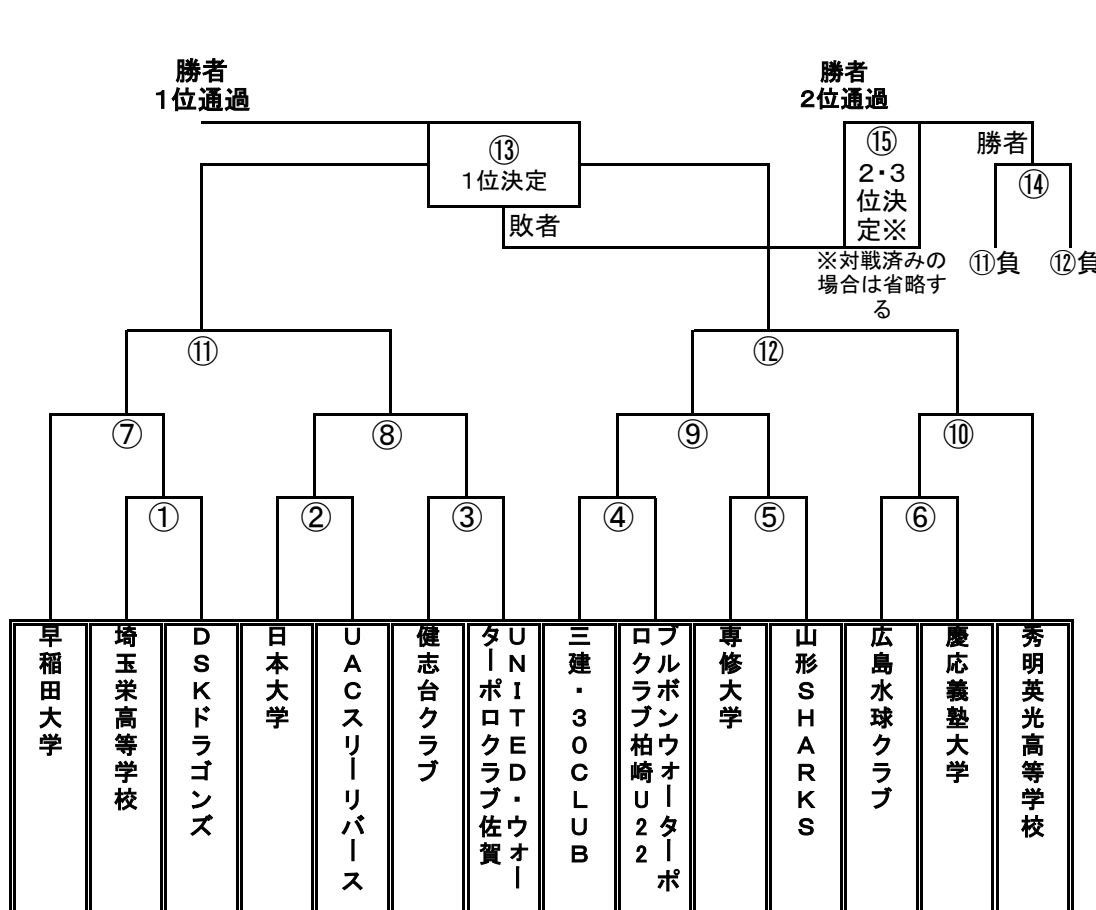 勝者
1位通過
勝者
2位通過
⑬
1位決定
敗者
⑮
2・3
位決
定※
勝者
⑭
※対戦済みの
場合は省略す
る
⑪負
⑫負
⑪
⑫
⑦
⑧
⑨
⑩
①
②
③
④
⑤
⑥
早稲田大学
埼玉栄高等学校
DSKドラゴンズ
日本大学
UACスリーリバース
健志台クラブ
UNITED・ウオー
ターポロクラブ佐賀
三建・30CLUB
ブルボンウォーターポ
ロクラブ柏崎U22
専修大学
山形SHARKS
広島水球クラブ
慶応義塾大学
秀明英光高等学校